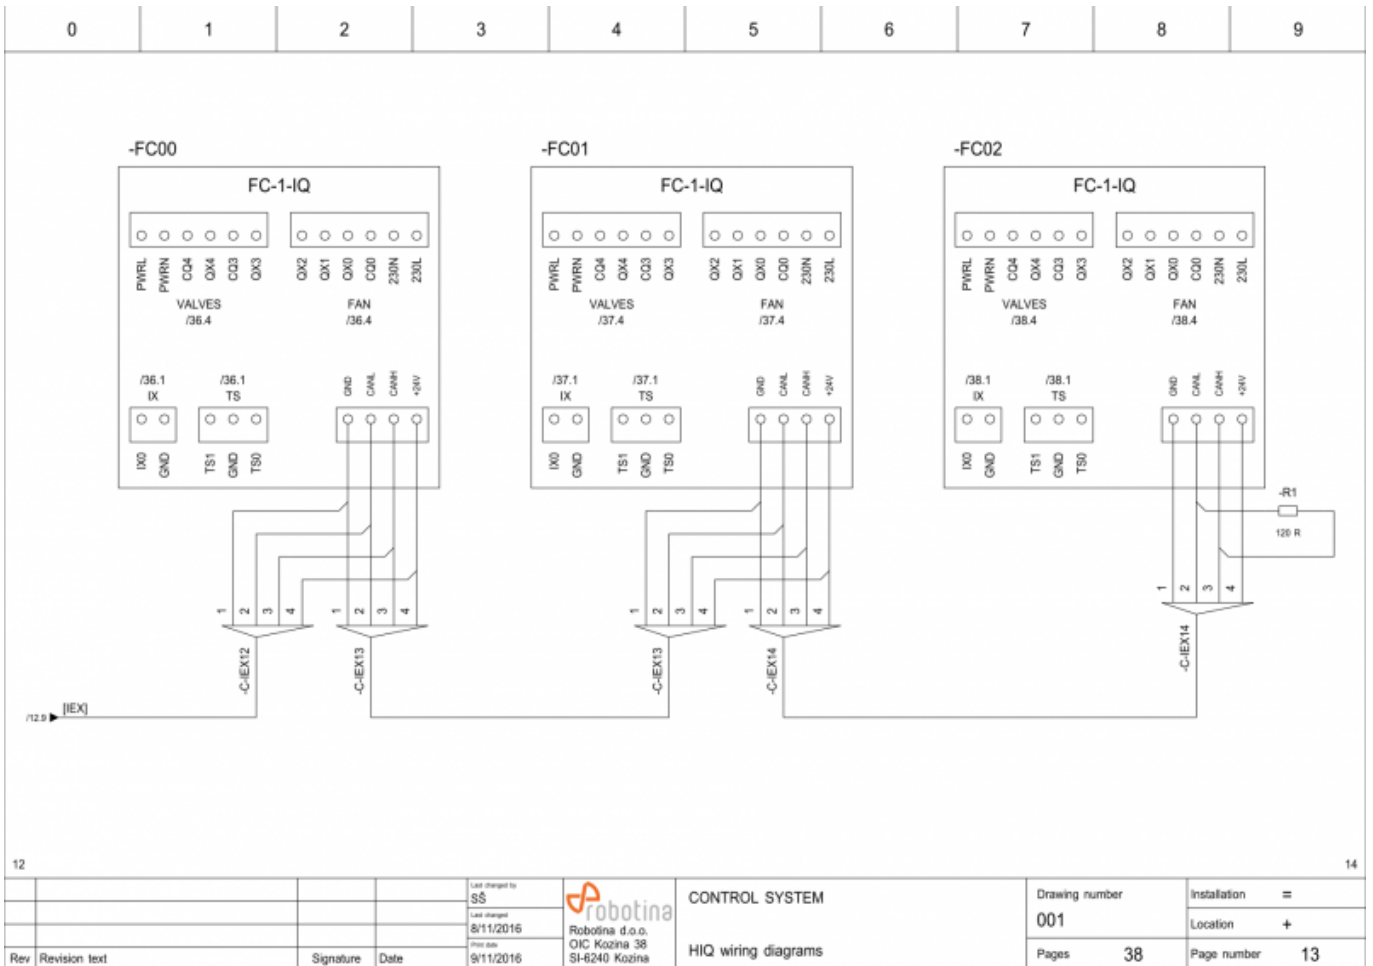 0 1 2 3 4 5 6 7 8 9
-FC00 -FC01 -FC02
FC-1-IQ FC-1-IQ FC-1-IQ
PWRL PWRN CQ4 QX4 CQ3 QX3 QX2 QX1 QX0 CQ0 230N 230L
PWRL PWRN CQ4 QX4 CQ3 QX3 QX2 QX1 QX0 CQ0 230N 230L
PWRL PWRN CQ4 QX4 CQ3 QX3 QX2 QX1 QX0 CQ0 230N 230L
VALVES FAN VALVES FAN VALVES FAN
/36.4 /36.4 /37.4 /37.4 /38.4 /38.4
/36.1 /36.1 GND CANL CANH +24V
/37.1 /37.1 GND CANL CANH +24V
/38.1 /38.1 GND CANL CANH +24V
IX TS IX TS IX TS
IX0 GND TS1 GND TS0
IX0 GND TS1 GND TS0
IX0 GND TS1 GND TS0
-R1
120 R
1 2 3 4 1 2 3 4
1 2 3 4 1 2 3 4
1 2 3 4
-C-IEX12 -C-IEX13 -C-IEX13 -C-IEX14 -C-IEX14
/12.9 [IEX]
12 14
Rev Revision text Signature Date
Last changed by
SŠ
Last changed
8/11/2016
Print date
9/11/2016
robotina
Robotina d.o.o.
OIC Kozina 38
SI-6240 Kozina
CONTROL SYSTEM
HIQ wiring diagrams
Drawing number
001
Pages 38
Installation =
Location +
Page number 13